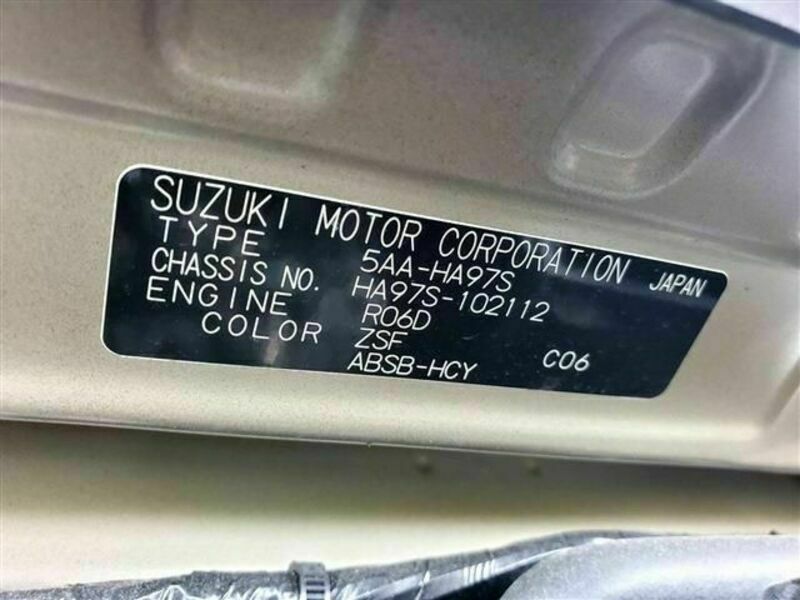 SUZUKI MOTOR CORPORATION JAPAN
TYPE 5AA-HA97S
CHASSIS NO. HA97S-102112
ENGINE R06D
COLOR ZSF
ABSB-HCY C06